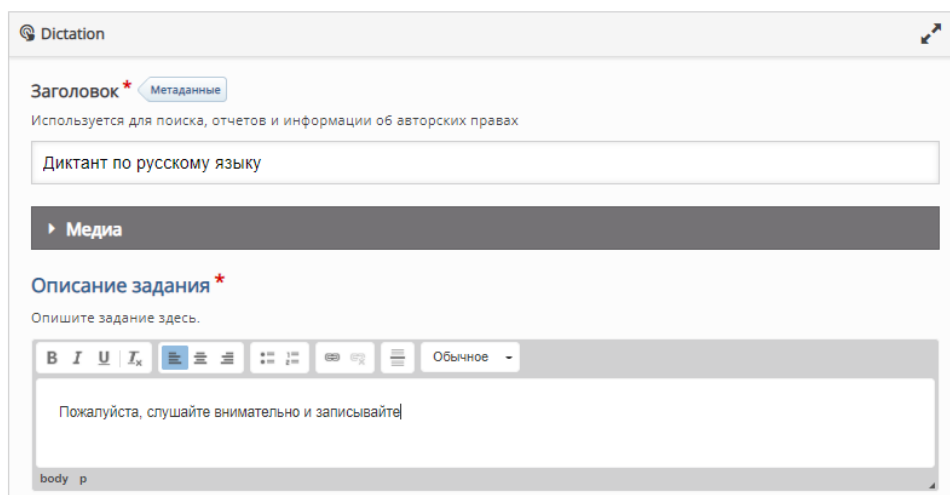 Dictation
Заголовок* Метаданные
Используется для поиска, отчетов и информации об авторских правах
Диктант по русскому языку
Медиа
Описание задания*
Опишите задание здесь.
B I U Ix Обычное
Пожалуйста, слушайте внимательно и записывайте
body p